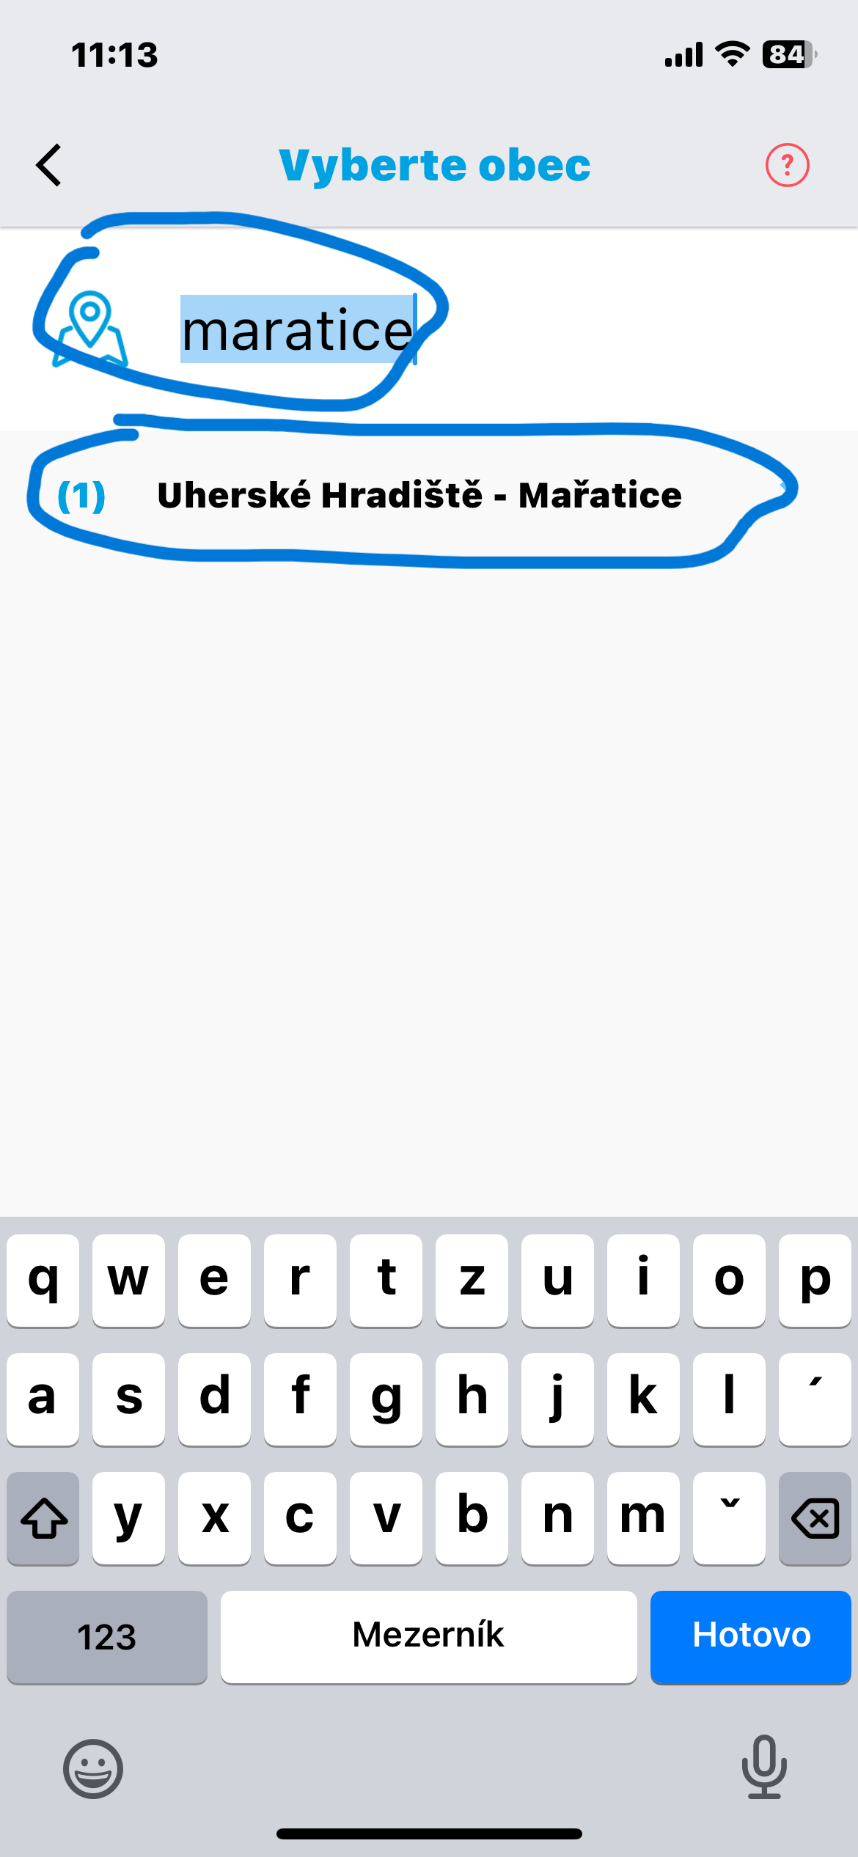 11:13
84
Vyberte obec
?
maratice
(1) Uherské Hradiště - Mařatice
q w e r t z u i o p
a s d f g h j k l ´
y x c v b n m ˇ
123 Mezerník Hotovo